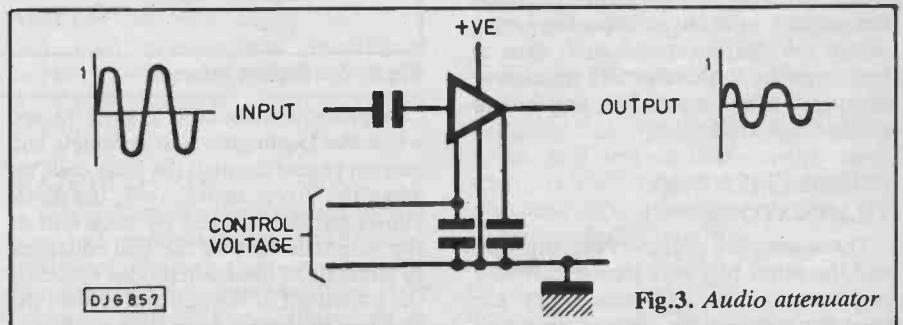 +VE
1
INPUT
OUTPUT
1
CONTROL
VOLTAGE
DJG857
Fig.3. Audio attenuator